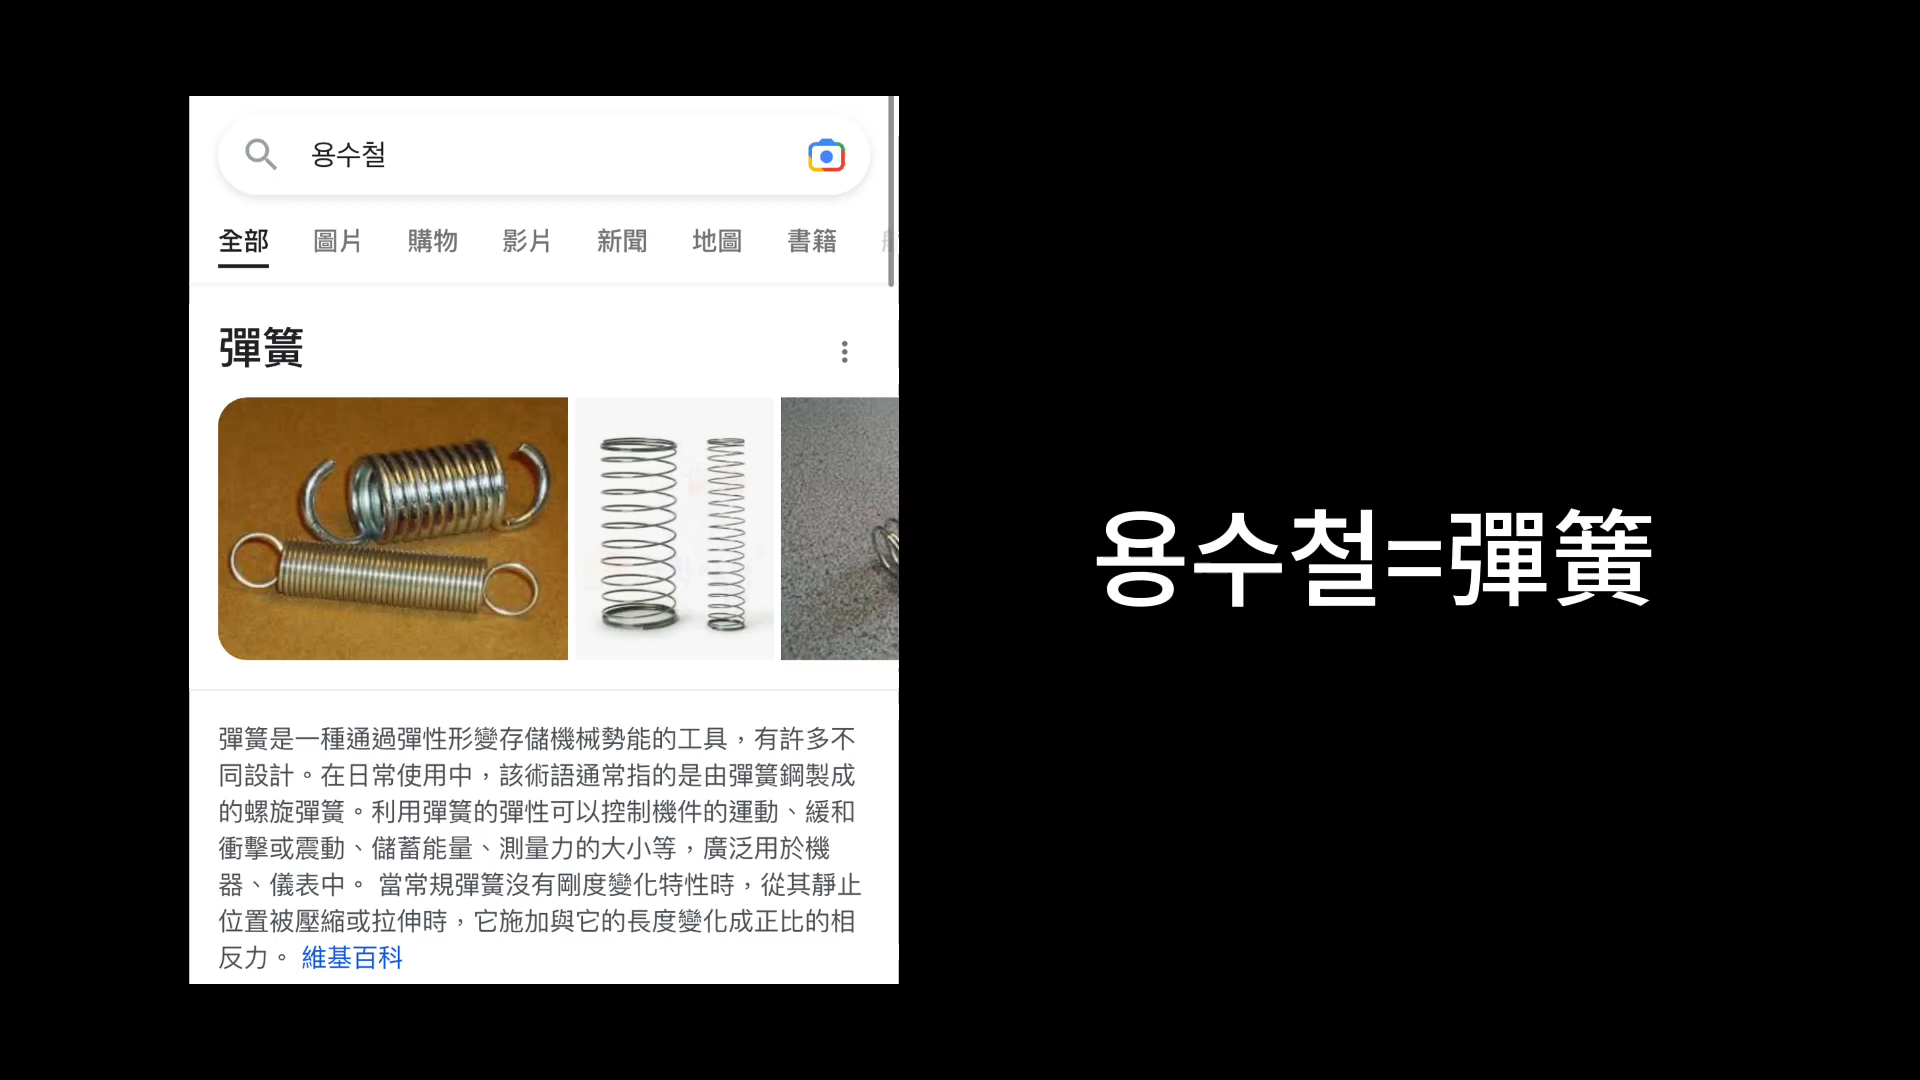 용수철
全部 圖片 購物 影片 新聞 地圖 書籍
彈簧
彈簧是一種通過彈性形變存儲機械勢能的工具，有許多不
同設計。在日常使用中，該術語通常指的是由彈簧鋼製成
的螺旋彈簧。利用彈簧的彈性可以控制機件的運動、緩和
衝擊或震動、儲蓄能量、測量力的大小等，廣泛用於機
器、儀表中。 當常規彈簧沒有剛度變化特性時，從其靜止
位置被壓縮或拉伸時，它施加與它的長度變化成正比的相
反力。 維基百科
용수철=彈簧